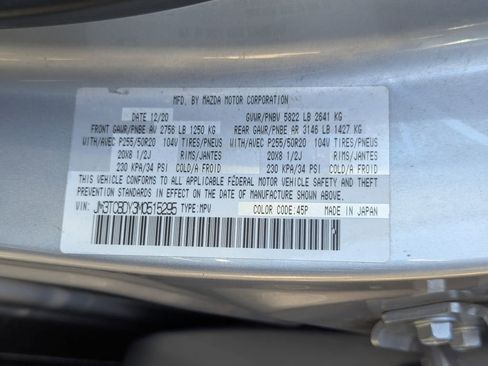 MFD. BY MAZDA MOTOR CORPORATION
DATE 12/20 GVWR/PNBV 5822 LB 2641 KG
FRONT GAWR/PNBE AV 2756 LB 1250 KG REAR GAWR/PNBE AR 3146 LB 1427 KG
WITH/AVEC P255/50R20 104V TIRES/PNEUS WITH/AVEC P255/50R20 104V TIRES/PNEUS
20X8 1/2J RIMS/JANTES 20X8 1/2J RIMS/JANTES
230 KPA/34 PSI COLD/A FROID 230 KPA/34 PSI COLD/A FROID
THIS VEHICLE CONFORMS TO ALL APPLICABLE FEDERAL MOTOR VEHICLE SAFETY AND THEFT
PREVENTION STANDARDS IN EFFECT ON THE DATE OF MANUFACTURE SHOWN ABOVE.
VIN: JM3TCBDY3M0515295 TYPE:MPV COLOR CODE:45P MADE IN JAPAN